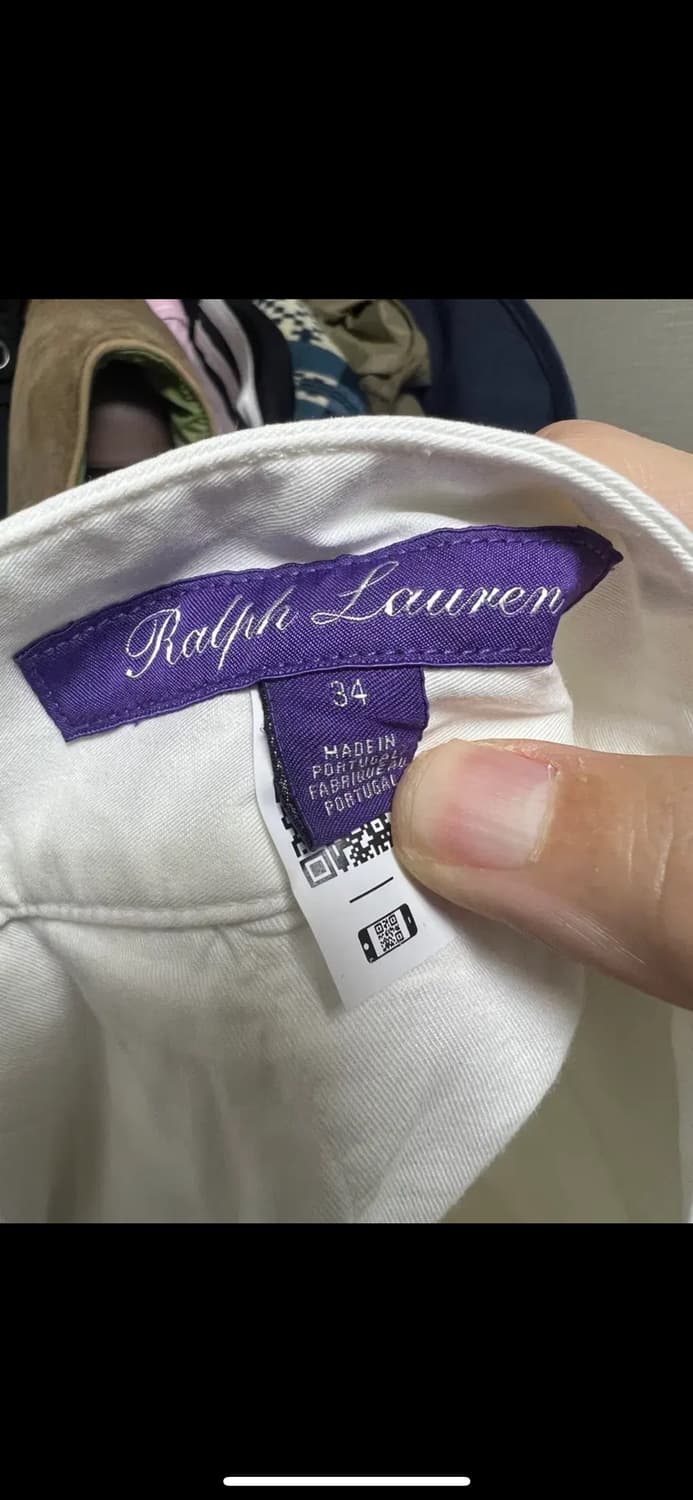 Ralph Lauren
34
MADE IN
PORTUGAL
FABRIQUE AU
PORTUGAL